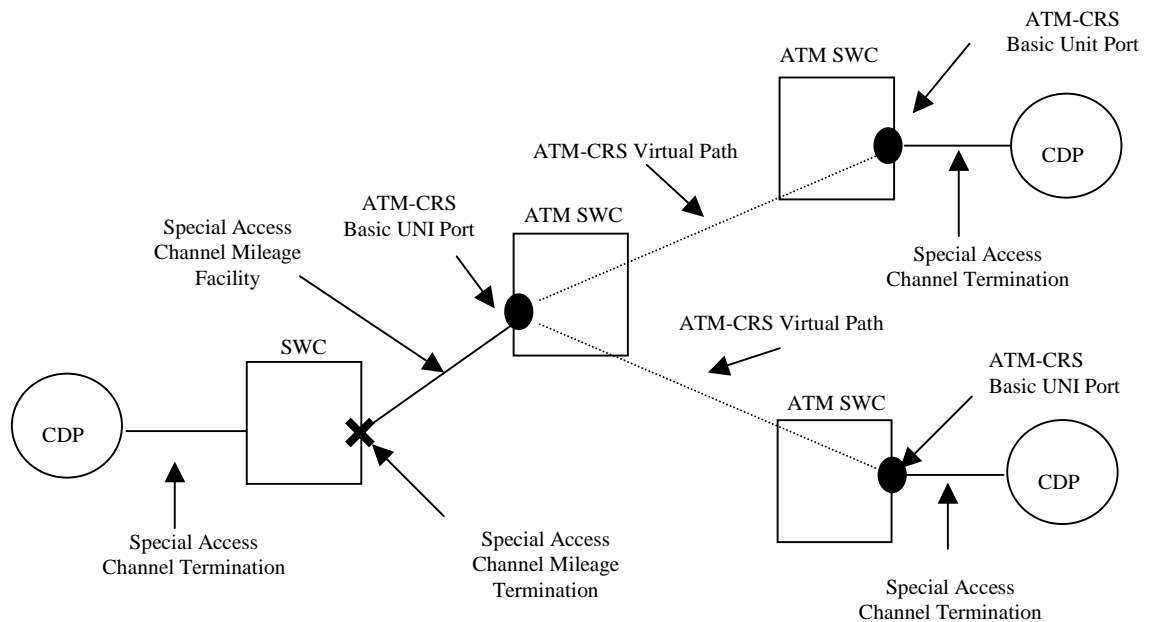 ATM-CRS
Basic Unit Port
ATM SWC
CDP
ATM-CRS Virtual Path
ATM-CRS
Basic UNI Port
ATM SWC
Special Access
Channel Mileage
Facility
Special Access
Channel Termination
ATM-CRS Virtual Path
SWC
ATM-CRS
Basic UNI Port
ATM SWC
CDP
CDP
Special Access
Channel Termination
Special Access
Channel Mileage
Termination
Special Access
Channel Termination